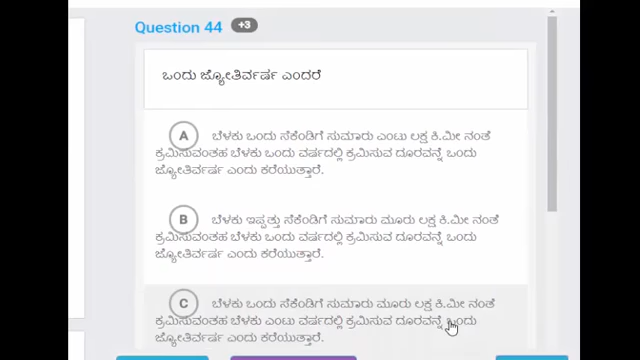 Question 44 +3
ಒಂದು ಜ್ಯೋತಿರ್ವರ್ಷ ಎಂದರೆ
A ಬೆಳಕು ಒಂದು ಸೆಕೆಂಡಿಗೆ ಸುಮಾರು ಎಂಟು ಲಕ್ಷ ಕಿ.ಮೀ ನಂತೆ
ಕ್ರಮಿಸುವಂತಹ ಬೆಳಕು ಒಂದು ವರ್ಷದಲ್ಲಿ ಕ್ರಮಿಸುವ ದೂರವನ್ನೆ ಒಂದು
ಜ್ಯೋತಿರ್ವರ್ಷ ಎಂದು ಕರೆಯುತ್ತಾರೆ.
B ಬೆಳಕು ಇಪ್ಪತ್ತು ಸೆಕೆಂಡಿಗೆ ಸುಮಾರು ಮೂರು ಲಕ್ಷ ಕಿ.ಮೀ ನಂತೆ
ಕ್ರಮಿಸುವಂತಹ ಬೆಳಕು ಒಂದು ವರ್ಷದಲ್ಲಿ ಕ್ರಮಿಸುವ ದೂರವನ್ನೆ ಒಂದು
ಜ್ಯೋತಿರ್ವರ್ಷ ಎಂದು ಕರೆಯುತ್ತಾರೆ.
C ಬೆಳಕು ಒಂದು ಸೆಕೆಂಡಿಗೆ ಸುಮಾರು ಮೂರು ಲಕ್ಷ ಕಿ.ಮೀ ನಂತೆ
ಕ್ರಮಿಸುವಂತಹ ಬೆಳಕು ಎಂಟು ವರ್ಷದಲ್ಲಿ ಕ್ರಮಿಸುವ ದೂರವನ್ನೆ ಒಂದು
ಜ್ಯೋತಿರ್ವರ್ಷ ಎಂದು ಕರೆಯುತ್ತಾರೆ.